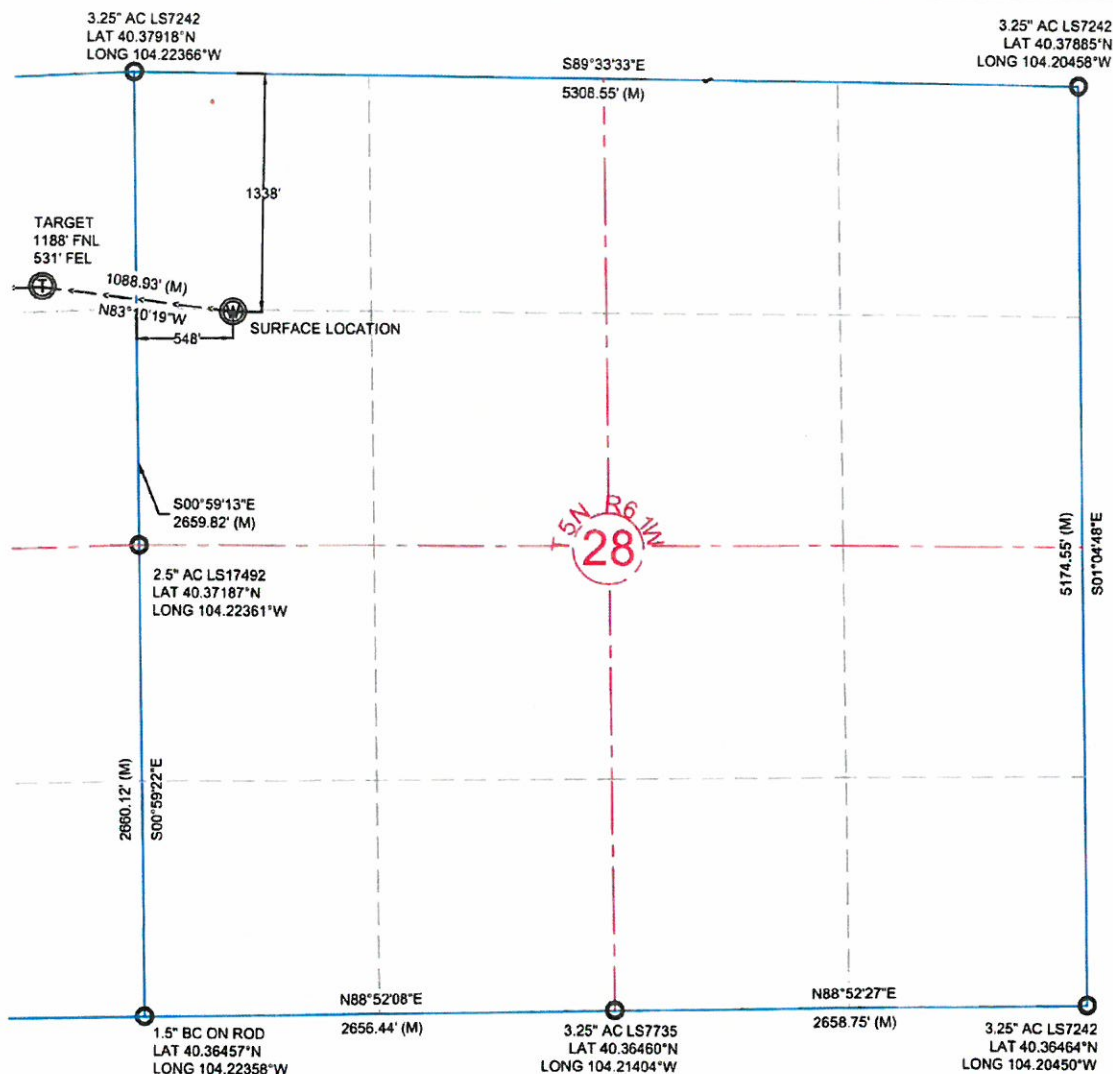 3.25" AC LS7242
LAT 40.37918°N
LONG 104.22366°W
3.25" AC LS7242
LAT 40.37885°N
LONG 104.20458°W
S89°33'33"E
5308.55' (M)
1338'
TARGET
1188' FNL
531' FEL
T
1088.93' (M)
N83°10'19"W
W
SURFACE LOCATION
548'
S00°59'13"E
2659.82' (M)
T5N R61W
28
2.5" AC LS17492
LAT 40.37187°N
LONG 104.22361°W
5174.55' (M)
S01°04'48"E
2660.12' (M)
S00°59'22"E
N88°52'08"E
2656.44' (M)
N88°52'27"E
2658.75' (M)
1.5" BC ON ROD
LAT 40.36457°N
LONG 104.22358°W
3.25" AC LS7735
LAT 40.36460°N
LONG 104.21404°W
3.25" AC LS7242
LAT 40.36464°N
LONG 104.20450°W